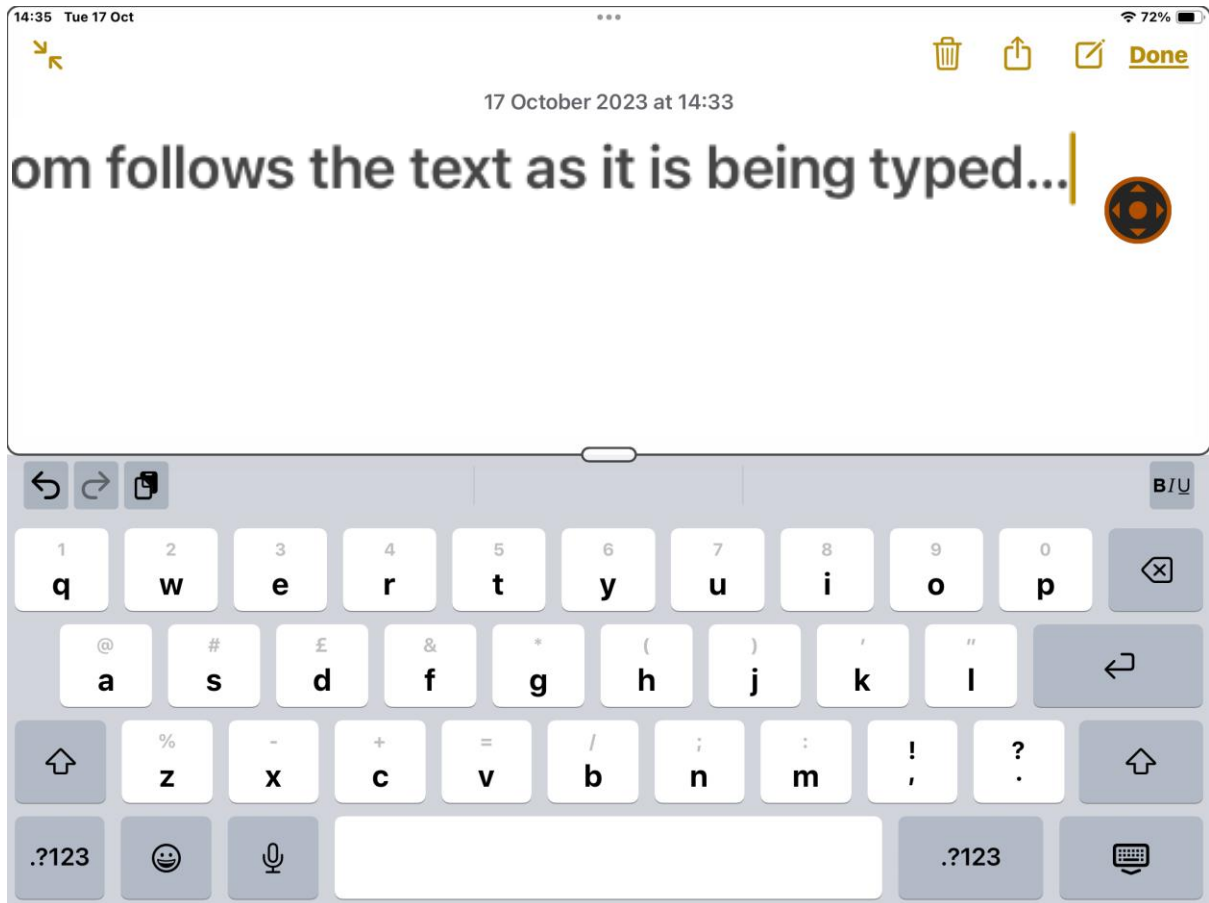 14:35 Tue 17 Oct 72%
Done
17 October 2023 at 14:33
om follows the text as it is being typed...
BIU
1 2 3 4 5 6 7 8 9 0
q w e r t y u i o p
@ # £ & * ( ) ' "
a s d f g h j k l
% - + = / ; : ! ?
z x c v b n m , .
.?123 .?123